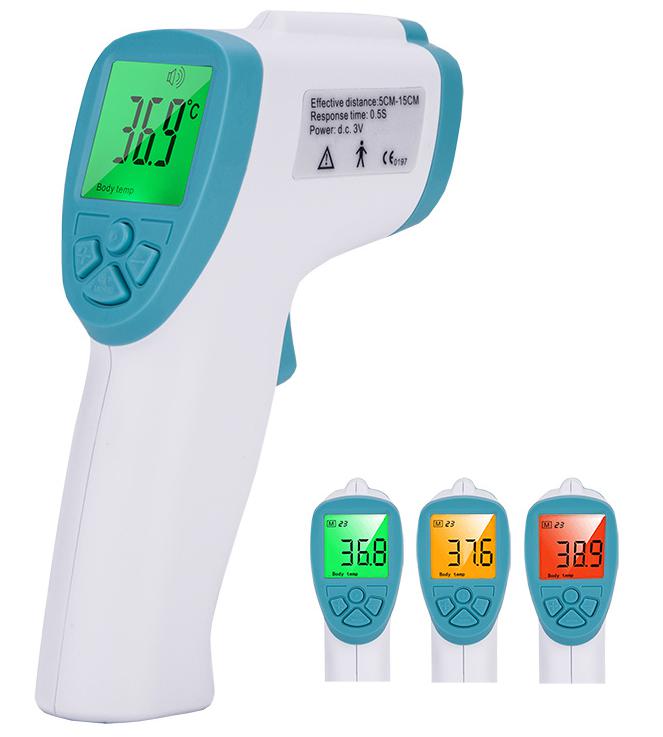 36.9°C
Body temp
Effective distance:5CM-15CM
Response time: 0.5S
Power: d.c. 3V
CE0197
M 23
36.8
Body temp
M 23
37.6
Body temp
M 23
38.9
Body temp